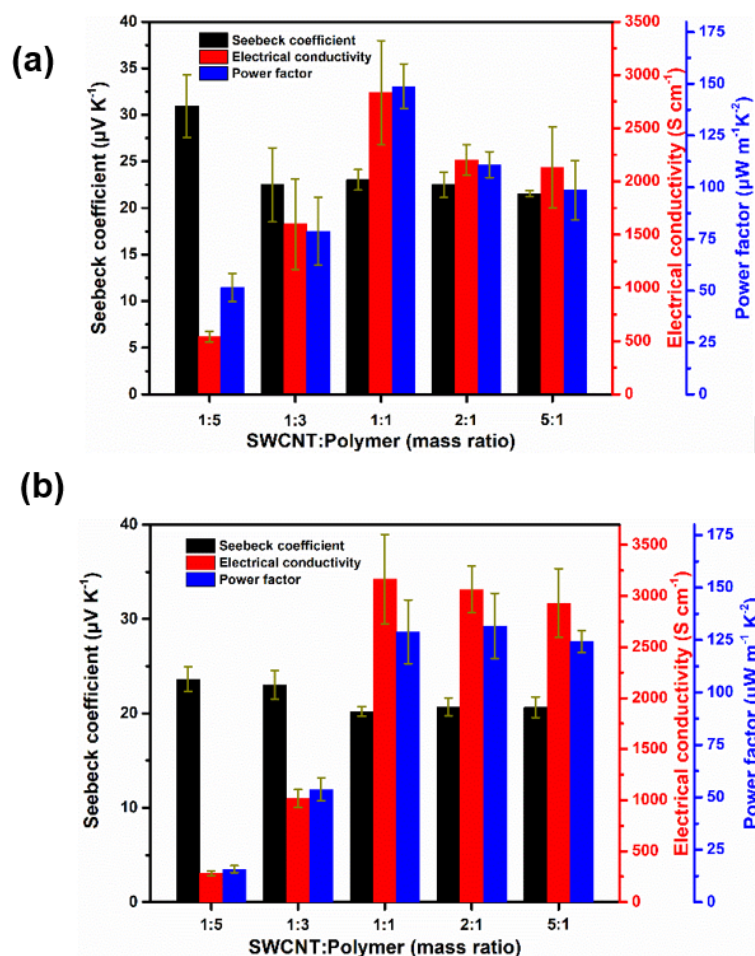 (a)
Seebeck coefficient
Electrical conductivity
Power factor
Seebeck coefficient (µV K⁻¹)
40
35
30
25
20
15
10
5
0
1:5 1:3 1:1 2:1 5:1
SWCNT:Polymer (mass ratio)
3500
3000
2500
2000
1500
1000
500
0
Electrical conductivity (S cm⁻¹)
175
150
125
100
75
50
25
0
Power factor (µW m⁻¹K⁻²)
(b)
Seebeck coefficient
Electrical conductivity
Power factor
Seebeck coefficient (µV K⁻¹)
40
30
20
10
0
1:5 1:3 1:1 2:1 5:1
SWCNT:Polymer (mass ratio)
3500
3000
2500
2000
1500
1000
500
0
Electrical conductivity (S cm⁻¹)
175
150
125
100
75
50
25
0
Power factor (µW m⁻¹ K⁻²)